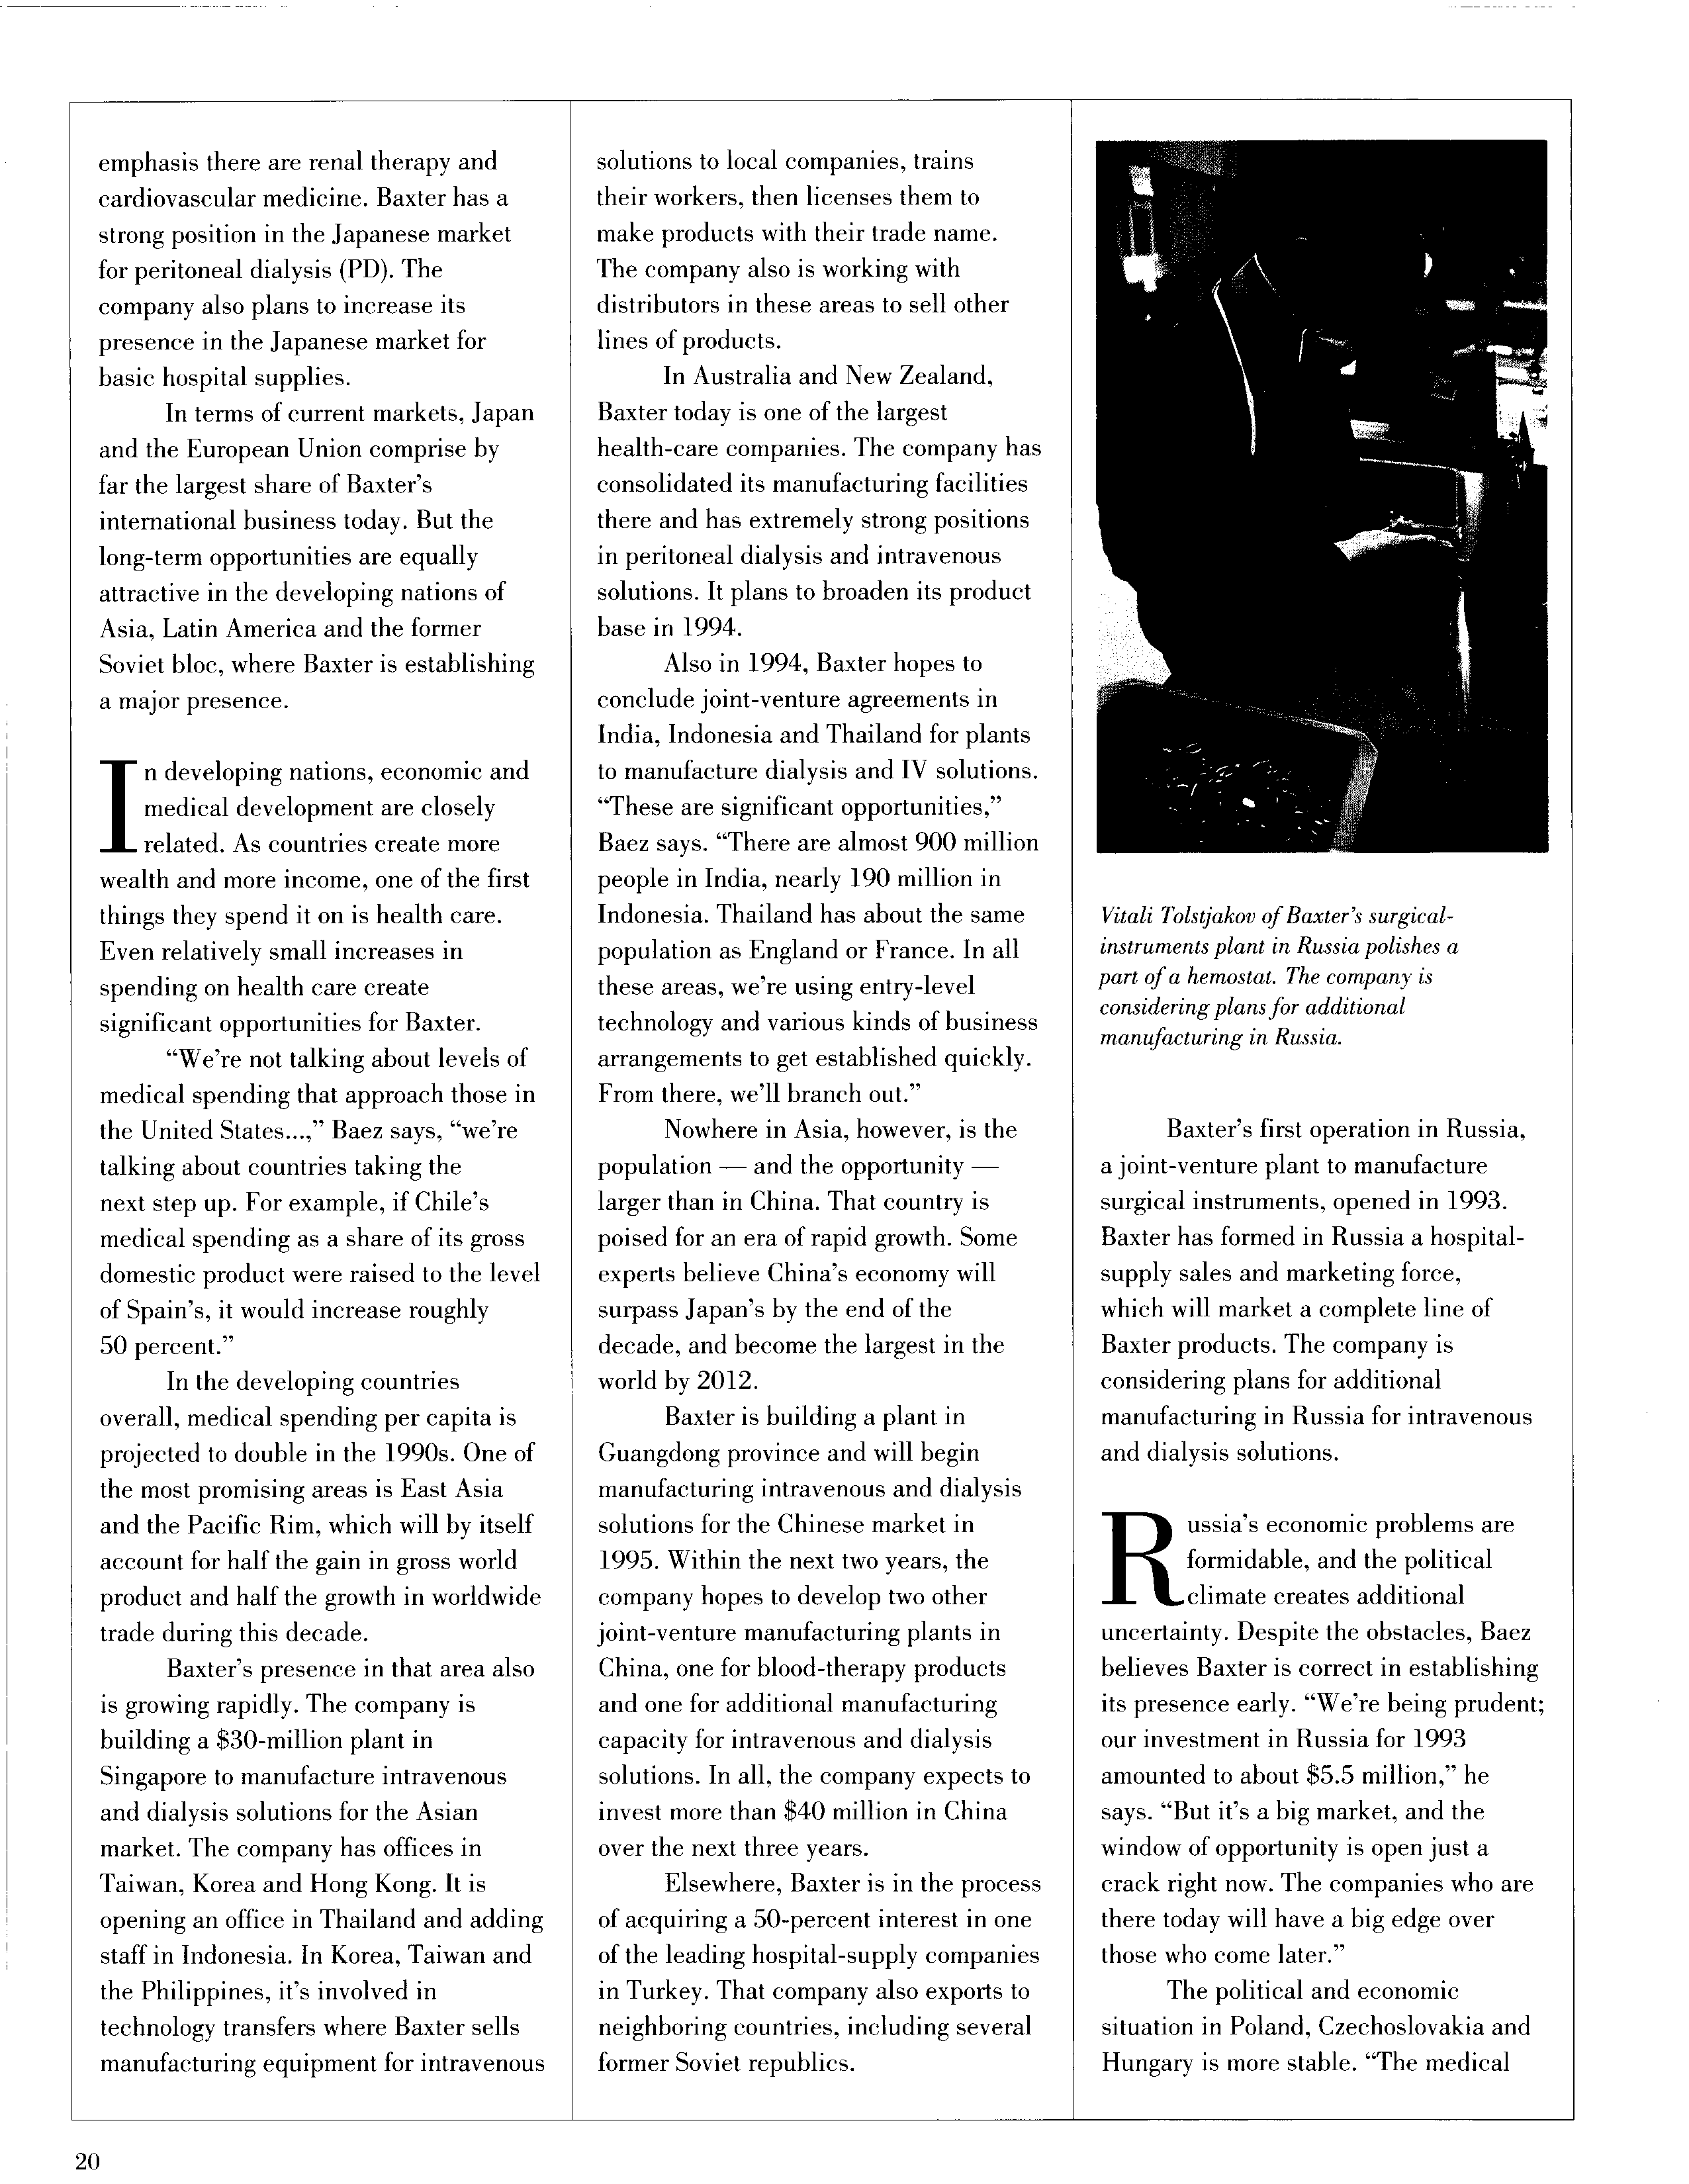 emphasis there are renal therapy and
cardiovascular medicine. Baxter has a
strong position in the Japanese market
for peritoneal dialysis (PD). The
company also plans to increase its
presence in the Japanese market for
basic hospital supplies.
In terms of current markets, Japan
and the European Union comprise by
far the largest share of Baxter's
international business today. But the
long-term opportunities are equally
attractive in the developing nations of
Asia, Latin America and the former
Soviet bloc, where Baxter is establishing
a major presence.
In developing nations, economic and
medical development are closely
related. As countries create more
wealth and more income, one of the first
things they spend it on is health care.
Even relatively small increases in
spending on health care create
significant opportunities for Baxter.
“We're not talking about levels of
medical spending that approach those in
the United States...,” Baez says, “we're
talking about countries taking the
next step up. For example, if Chile's
medical spending as a share of its gross
domestic product were raised to the level
of Spain's, it would increase roughly
50 percent.”
In the developing countries
overall, medical spending per capita is
projected to double in the 1990s. One of
the most promising areas is East Asia
and the Pacific Rim, which will by itself
account for half the gain in gross world
product and half the growth in worldwide
trade during this decade.
Baxter's presence in that area also
is growing rapidly. The company is
building a $30-million plant in
Singapore to manufacture intravenous
and dialysis solutions for the Asian
market. The company has offices in
Taiwan, Korea and Hong Kong. It is
opening an office in Thailand and adding
staff in Indonesia. In Korea, Taiwan and
the Philippines, it's involved in
technology transfers where Baxter sells
manufacturing equipment for intravenous
solutions to local companies, trains
their workers, then licenses them to
make products with their trade name.
The company also is working with
distributors in these areas to sell other
lines of products.
In Australia and New Zealand,
Baxter today is one of the largest
health-care companies. The company has
consolidated its manufacturing facilities
there and has extremely strong positions
in peritoneal dialysis and intravenous
solutions. It plans to broaden its product
base in 1994.
Also in 1994, Baxter hopes to
conclude joint-venture agreements in
India, Indonesia and Thailand for plants
to manufacture dialysis and IV solutions.
“These are significant opportunities,”
Baez says. “There are almost 900 million
people in India, nearly 190 million in
Indonesia. Thailand has about the same
population as England or France. In all
these areas, we're using entry-level
technology and various kinds of business
arrangements to get established quickly.
From there, we'll branch out.”
Nowhere in Asia, however, is the
population — and the opportunity —
larger than in China. That country is
poised for an era of rapid growth. Some
experts believe China's economy will
surpass Japan's by the end of the
decade, and become the largest in the
world by 2012.
Baxter is building a plant in
Guangdong province and will begin
manufacturing intravenous and dialysis
solutions for the Chinese market in
1995. Within the next two years, the
company hopes to develop two other
joint-venture manufacturing plants in
China, one for blood-therapy products
and one for additional manufacturing
capacity for intravenous and dialysis
solutions. In all, the company expects to
invest more than $40 million in China
over the next three years.
Elsewhere, Baxter is in the process
of acquiring a 50-percent interest in one
of the leading hospital-supply companies
in Turkey. That company also exports to
neighboring countries, including several
former Soviet republics.
Vitali Tolstjakov of Baxter's surgical-
instruments plant in Russia polishes a
part of a hemostat. The company is
considering plans for additional
manufacturing in Russia.
Baxter's first operation in Russia,
a joint-venture plant to manufacture
surgical instruments, opened in 1993.
Baxter has formed in Russia a hospital-
supply sales and marketing force,
which will market a complete line of
Baxter products. The company is
considering plans for additional
manufacturing in Russia for intravenous
and dialysis solutions.
Russia's economic problems are
formidable, and the political
climate creates additional
uncertainty. Despite the obstacles, Baez
believes Baxter is correct in establishing
its presence early. “We're being prudent;
our investment in Russia for 1993
amounted to about $5.5 million,” he
says. “But it's a big market, and the
window of opportunity is open just a
crack right now. The companies who are
there today will have a big edge over
those who come later.”
The political and economic
situation in Poland, Czechoslovakia and
Hungary is more stable. “The medical
20